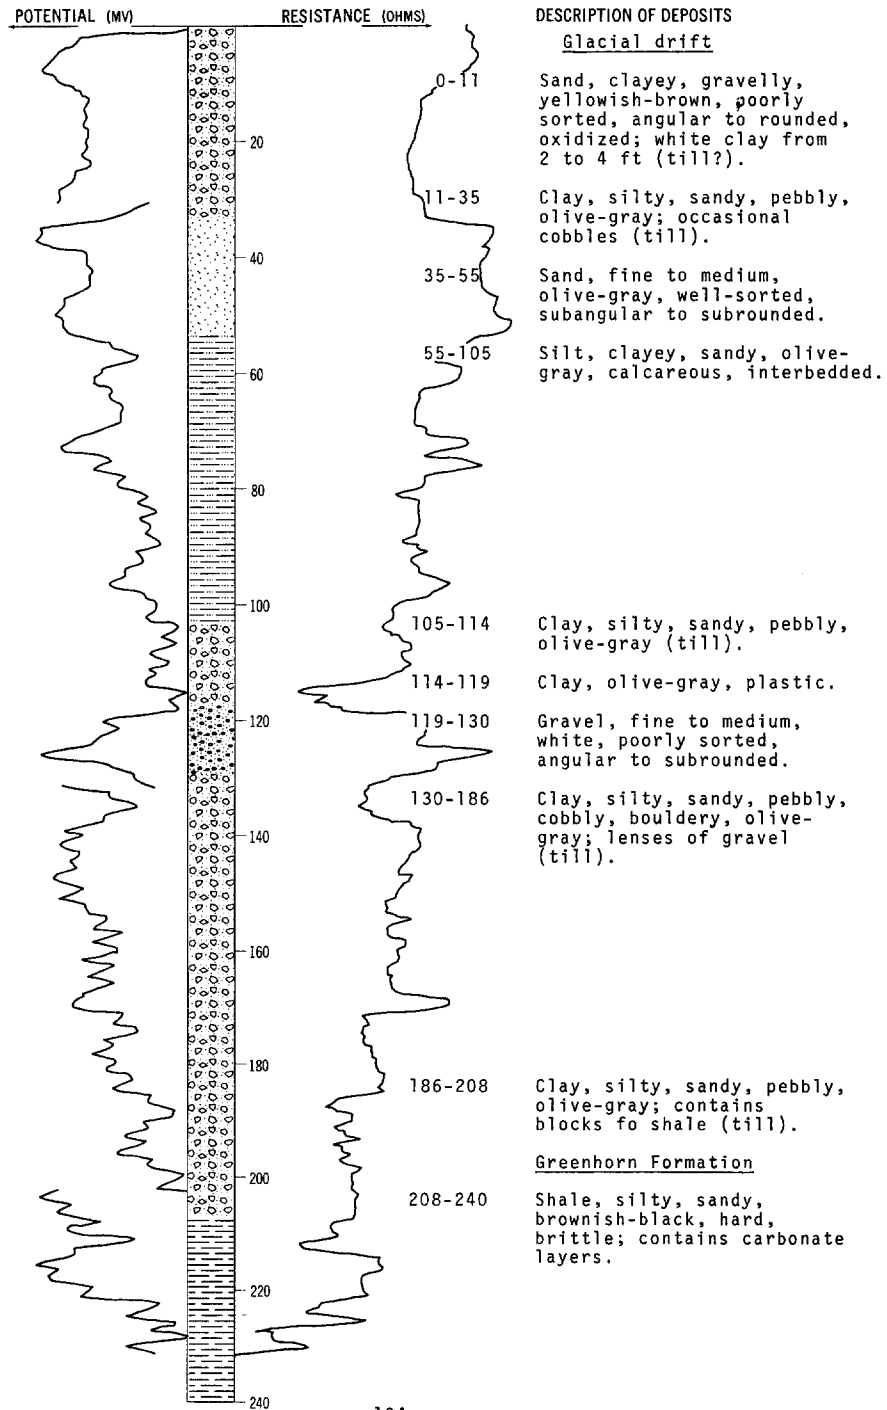 POTENTIAL (MV)
RESISTANCE (OHMS)
DESCRIPTION OF DEPOSITS
Glacial drift
0-11
Sand, clayey, gravelly,
yellowish-brown, poorly
sorted, angular to rounded,
oxidized; white clay from
2 to 4 ft (till?).
20
11-35
Clay, silty, sandy, pebbly,
olive-gray; occasional
cobbles (till).
40
35-55
Sand, fine to medium,
olive-gray, well-sorted,
subangular to subrounded.
55-105
Silt, clayey, sandy, olive-
gray, calcareous, interbedded.
60
80
100
105-114
Clay, silty, sandy, pebbly,
olive-gray (till).
114-119
Clay, olive-gray, plastic.
120
119-130
Gravel, fine to medium,
white, poorly sorted,
angular to subrounded.
130-186
Clay, silty, sandy, pebbly,
cobbly, bouldery, olive-
gray; lenses of gravel
(till).
140
160
180
186-208
Clay, silty, sandy, pebbly,
olive-gray; contains
blocks fo shale (till).
200
Greenhorn Formation
208-240
Shale, silty, sandy,
brownish-black, hard,
brittle; contains carbonate
layers.
220
240